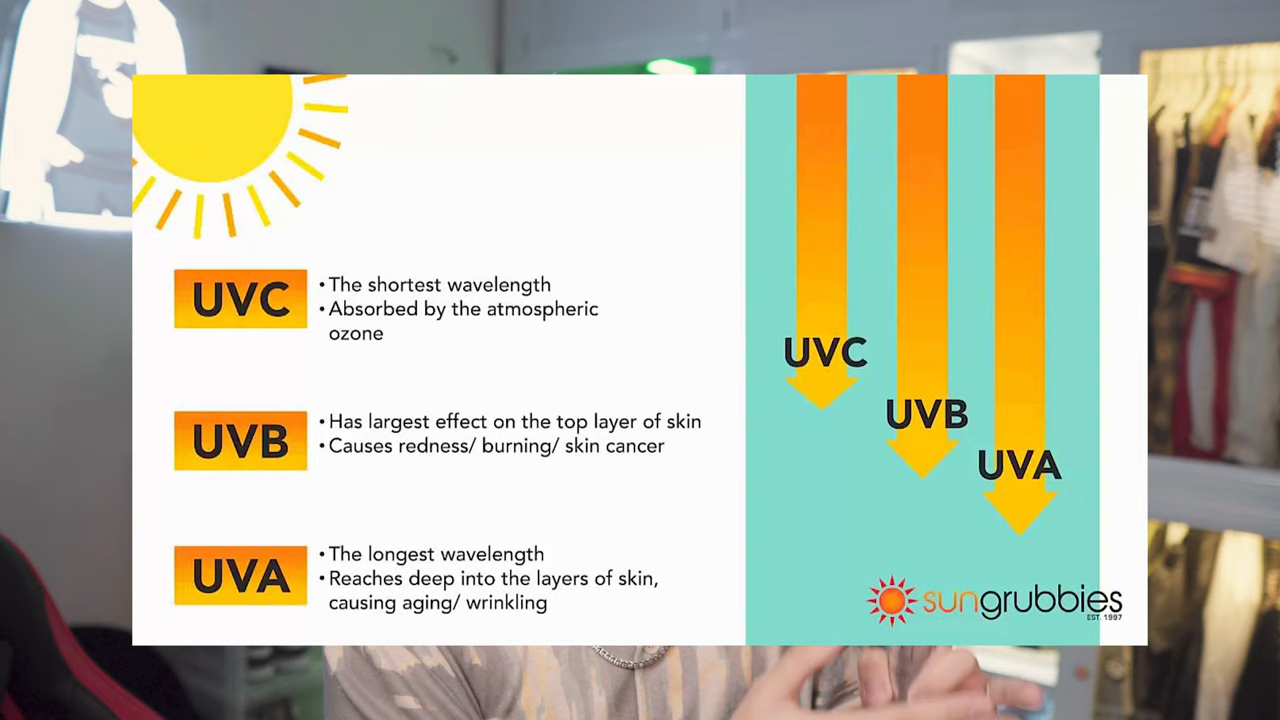 UVC
• The shortest wavelength
• Absorbed by the atmospheric
ozone
UVB
• Has largest effect on the top layer of skin
• Causes redness/ burning/ skin cancer
UVA
• The longest wavelength
• Reaches deep into the layers of skin,
causing aging/ wrinkling
UVC
UVB
UVA
sungrubbies
EST. 1997